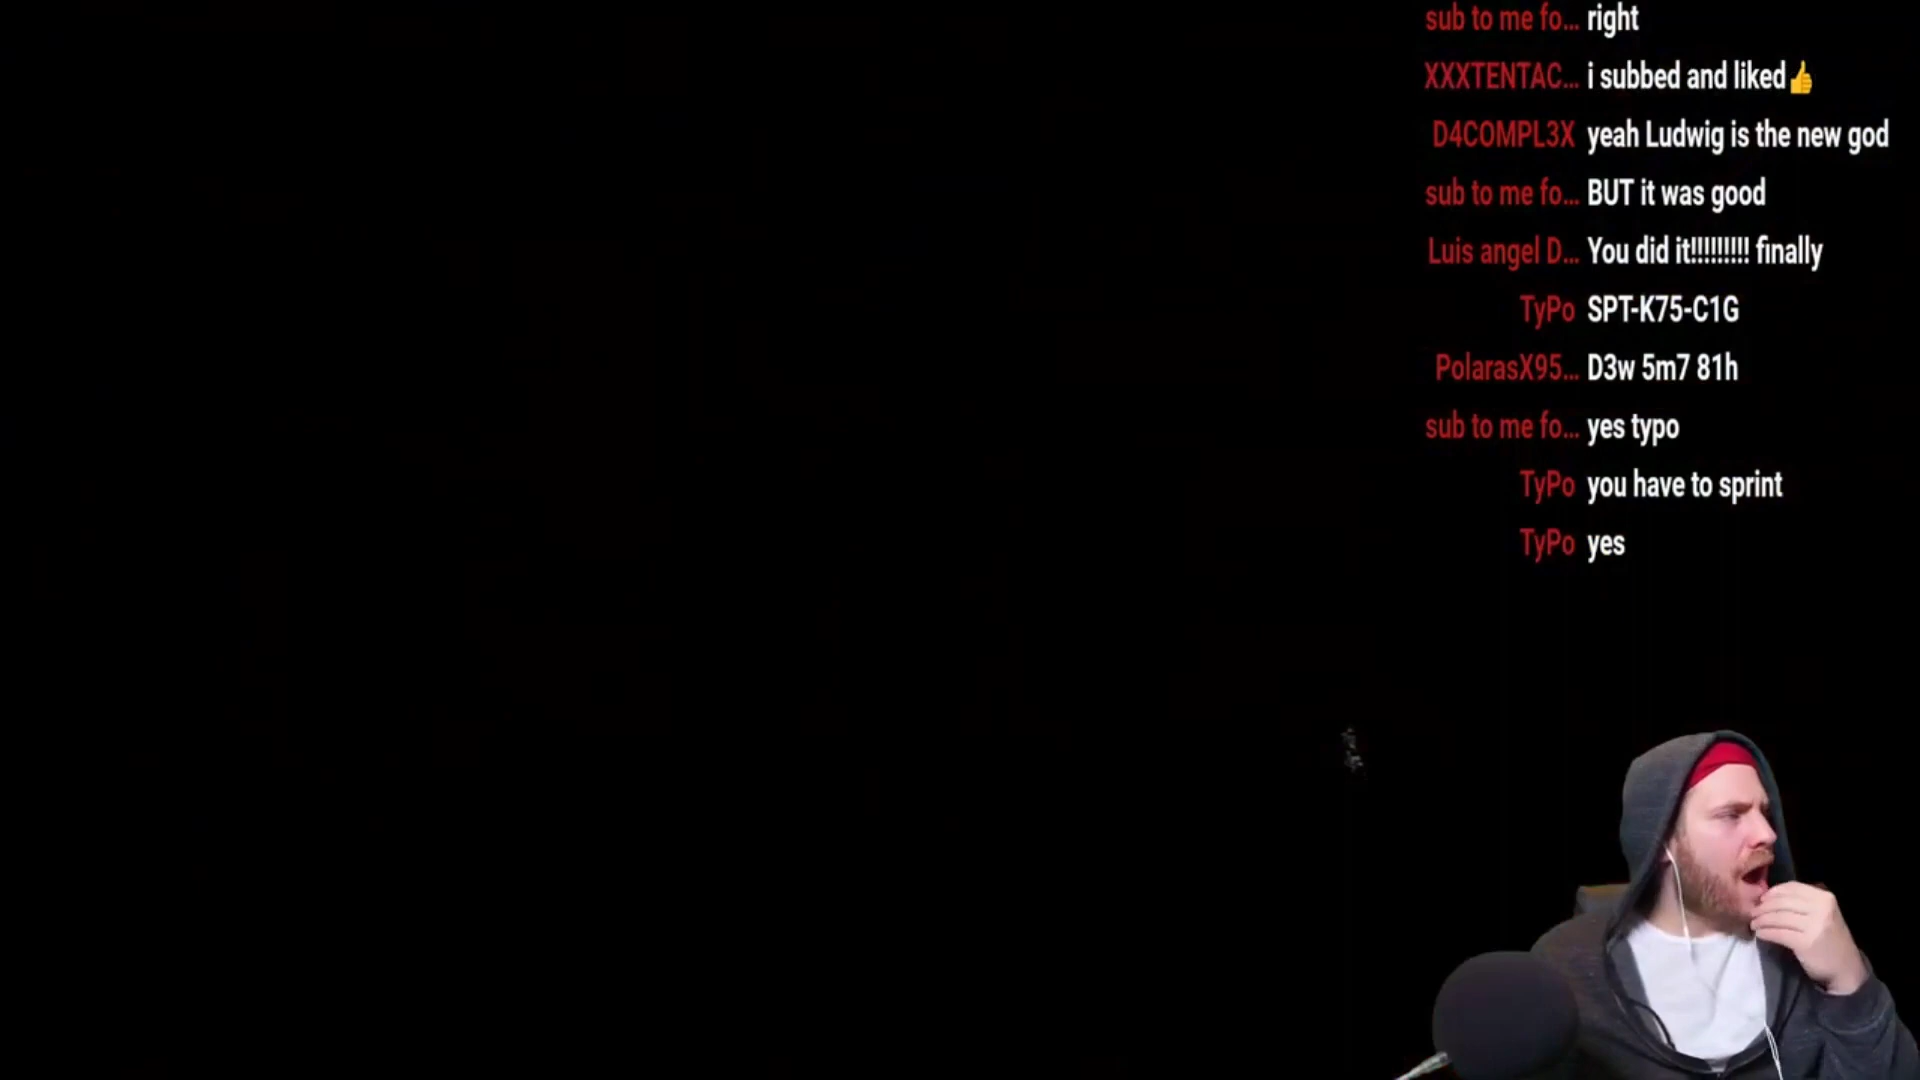 sub to me fo... right
XXXTENTAC... i subbed and liked👍
D4COMPL3X yeah Ludwig is the new god
sub to me fo... BUT it was good
Luis angel D... You did it!!!!!!!!! finally
TyPo SPT-K75-C1G
PolarasX95... D3w 5m7 81h
sub to me fo... yes typo
TyPo you have to sprint
TyPo yes